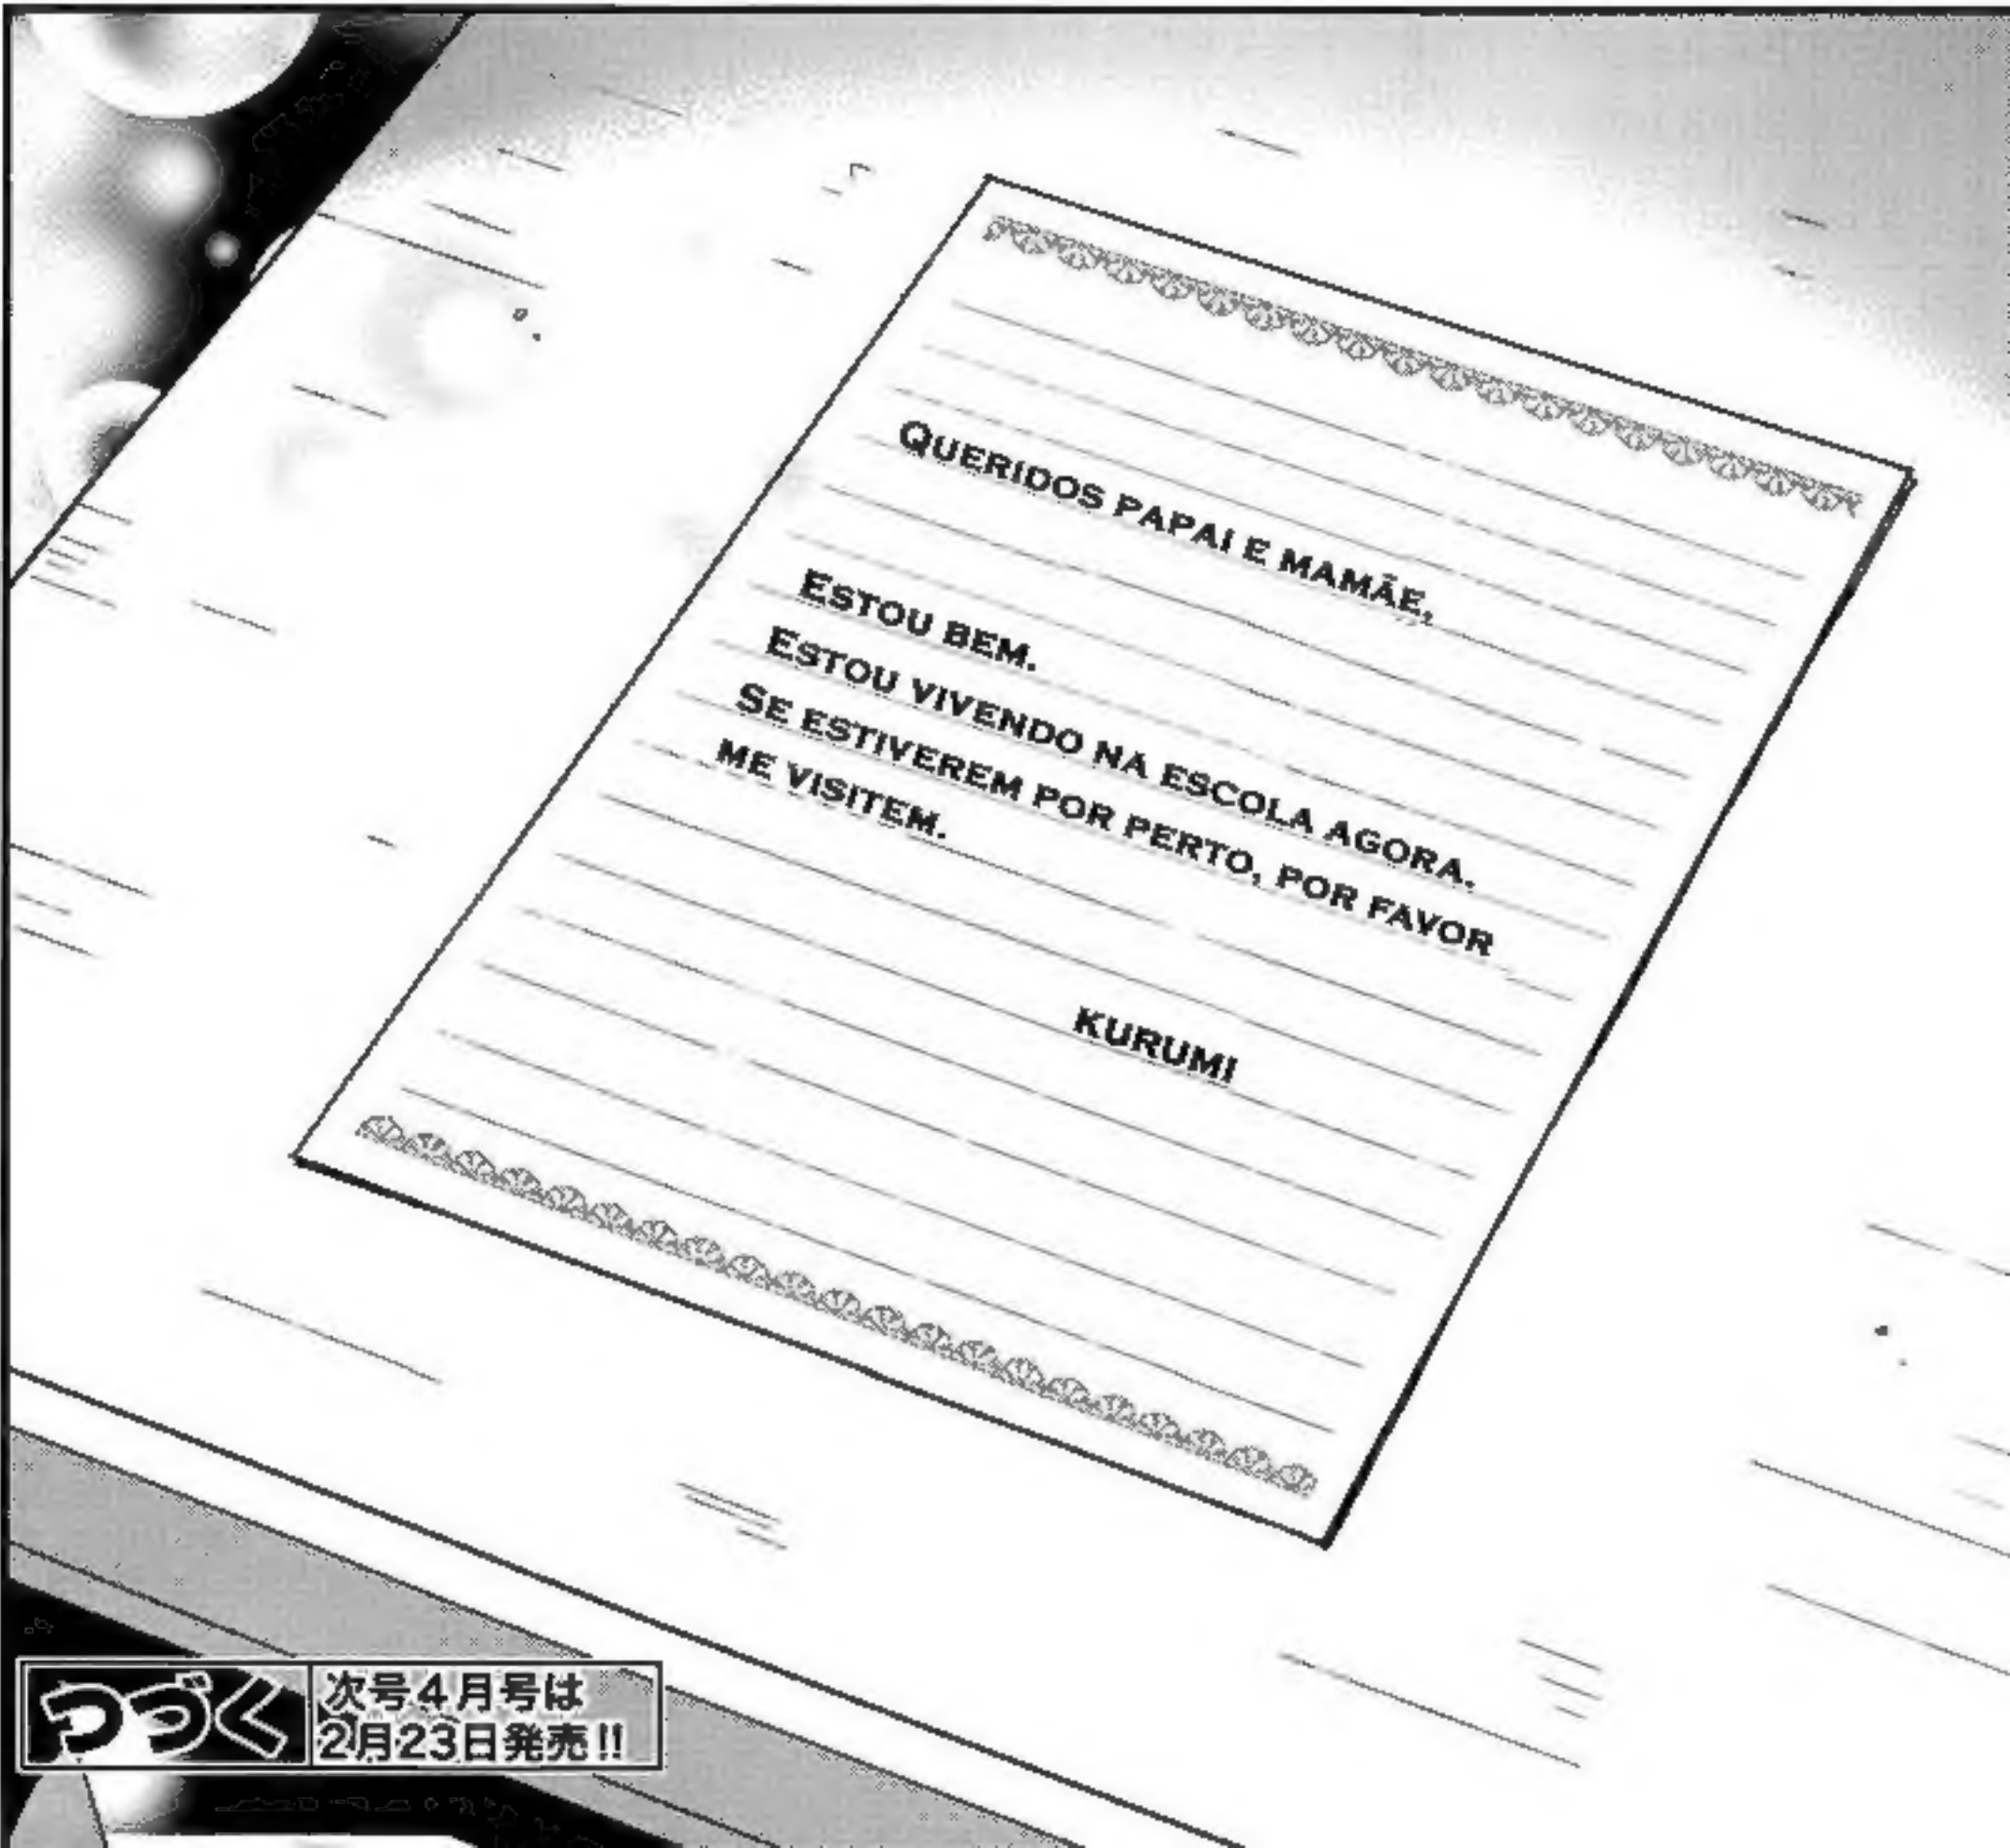 QUERIDOS PAPAI E MAMÃE,
ESTOU BEM.
ESTOU VIVENDO NA ESCOLA AGORA.
SE ESTIVEREM POR PERTO, POR FAVOR
ME VISITEM.
KURUMI
つづく
次号4月号は
2月23日発売!!